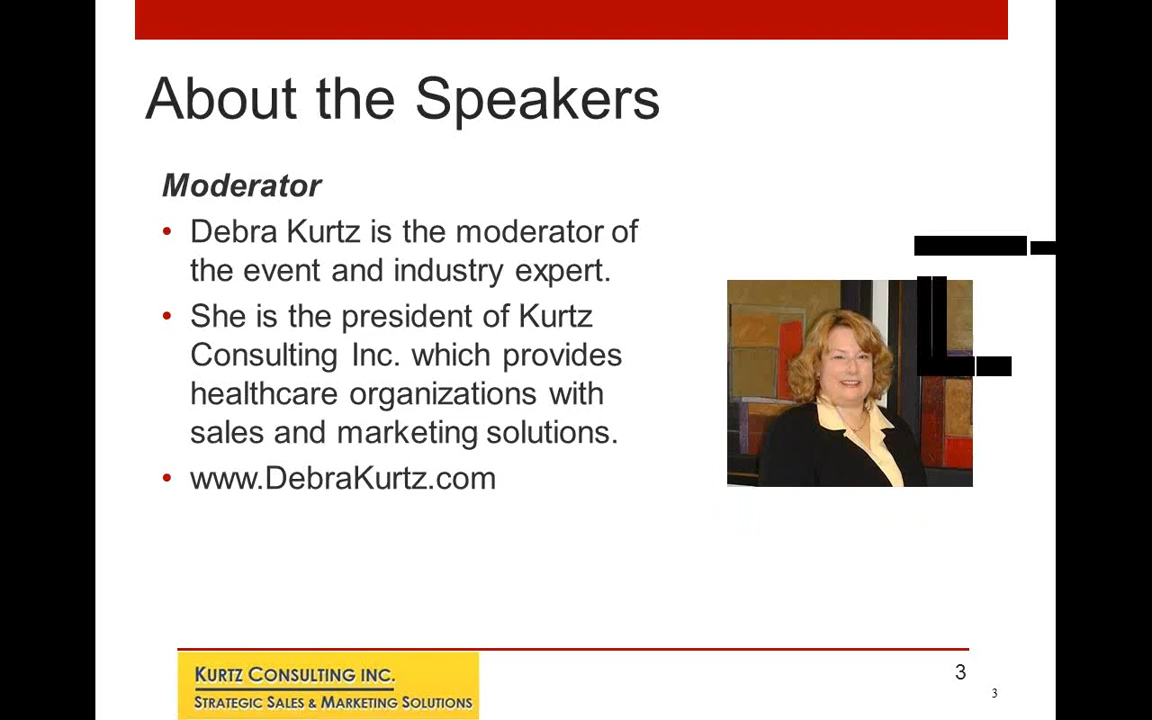 About the Speakers
Moderator
• Debra Kurtz is the moderator of
the event and industry expert.
• She is the president of Kurtz
Consulting Inc. which provides
healthcare organizations with
sales and marketing solutions.
• www.DebraKurtz.com
KURTZ CONSULTING INC.
STRATEGIC SALES & MARKETING SOLUTIONS
3
3